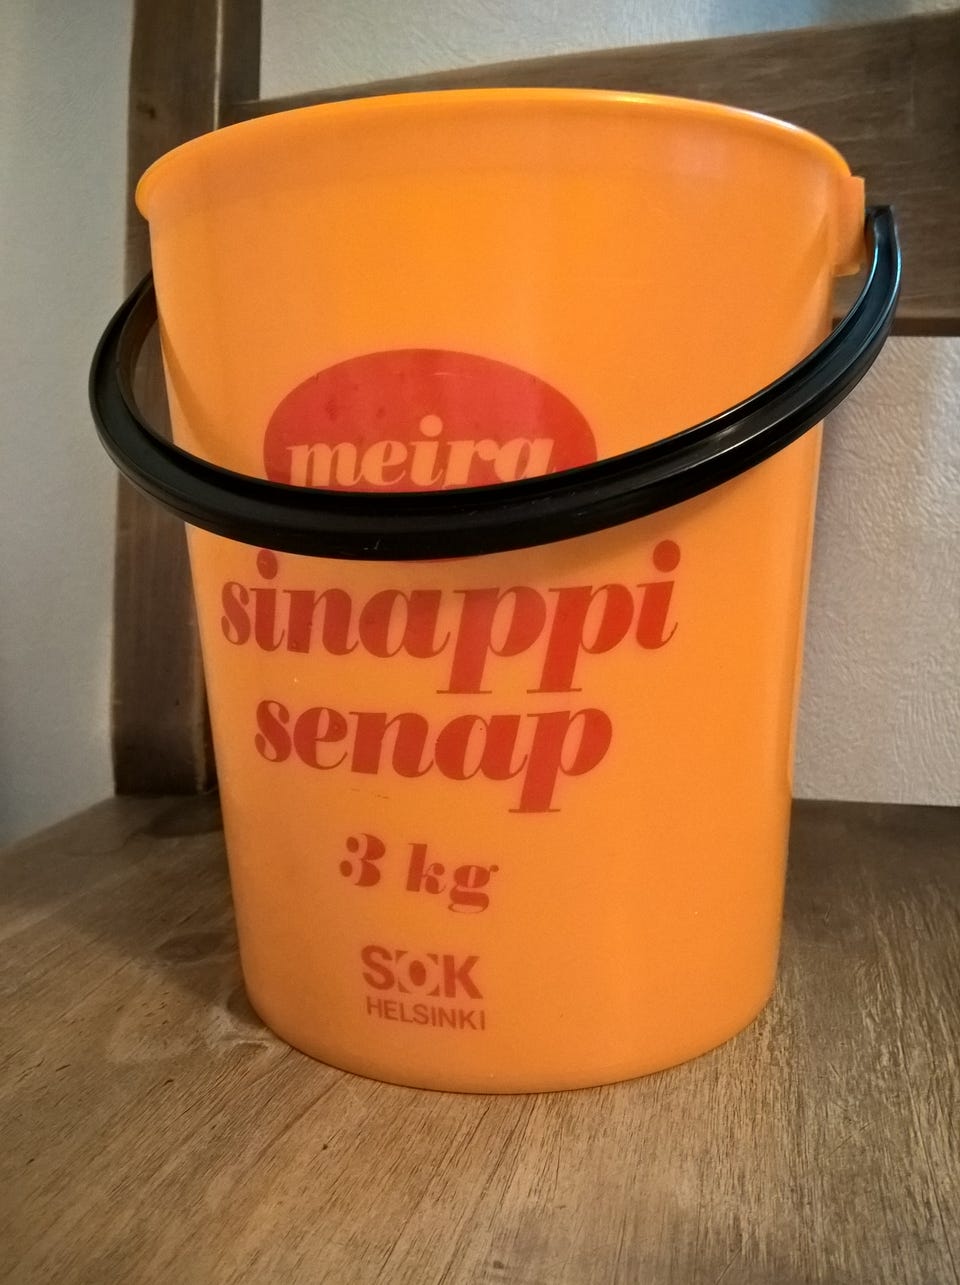 meira
sinappi
senap
3 kg
SOK
HELSINKI